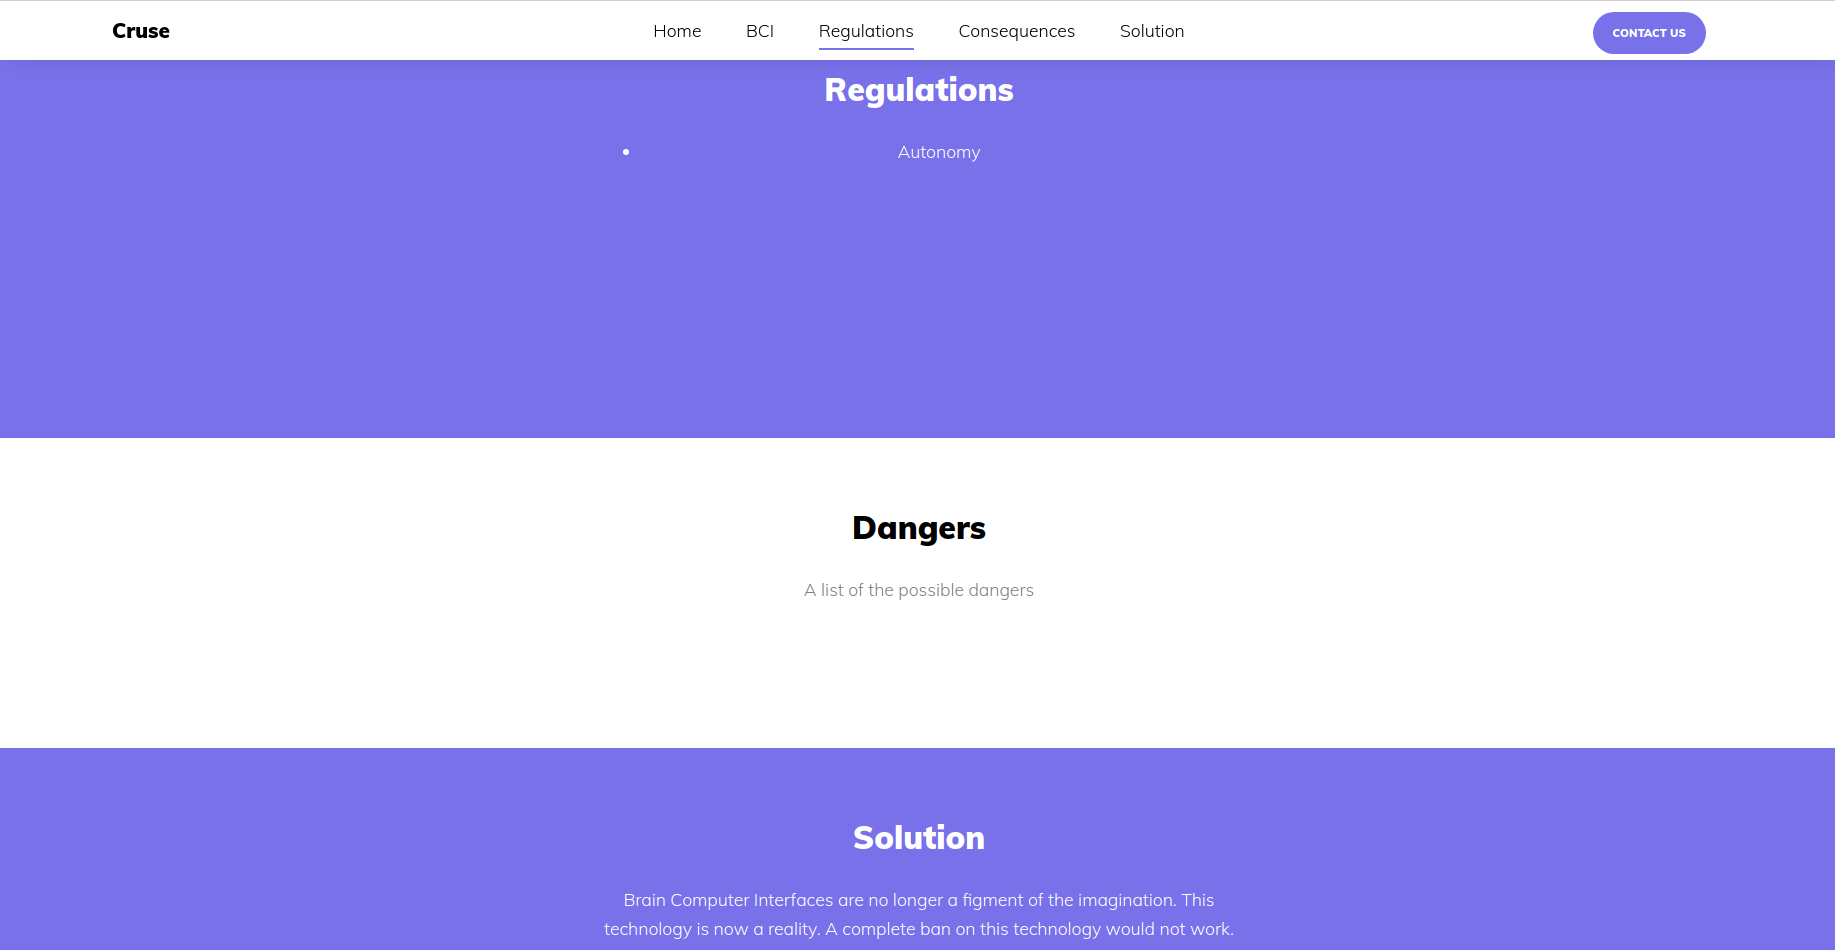 Cruse
Home BCI Regulations Consequences Solution
CONTACT US
Regulations
• Autonomy
Dangers
A list of the possible dangers
Solution
Brain Computer Interfaces are no longer a figment of the imagination. This
technology is now a reality. A complete ban on this technology would not work.